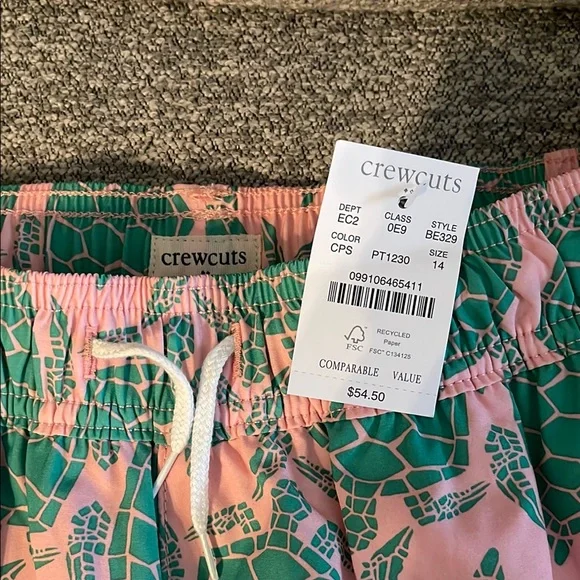 crewcuts
crewcuts
DEPT CLASS STYLE
EC2 0E9 BE329
COLOR SIZE
CPS PT1230 14
099106465411
FSC
RECYCLED
Paper
FSC® C134125
COMPARABLE VALUE
$54.50